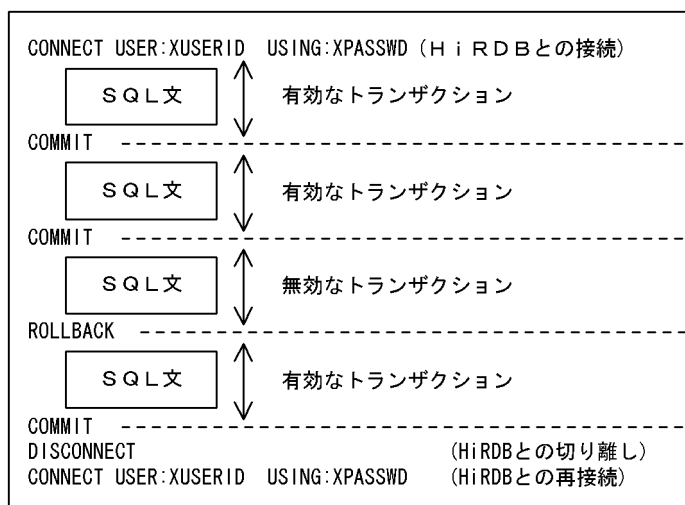 CONNECT USER:XUSERID USING:XPASSWD (ＨｉＲＤＢとの接続)
ＳＱＬ文 有効なトランザクション
COMMIT
ＳＱＬ文 有効なトランザクション
COMMIT
ＳＱＬ文 無効なトランザクション
ROLLBACK
ＳＱＬ文 有効なトランザクション
COMMIT
DISCONNECT (HiRDBとの切り離し)
CONNECT USER:XUSERID USING:XPASSWD (HiRDBとの再接続)